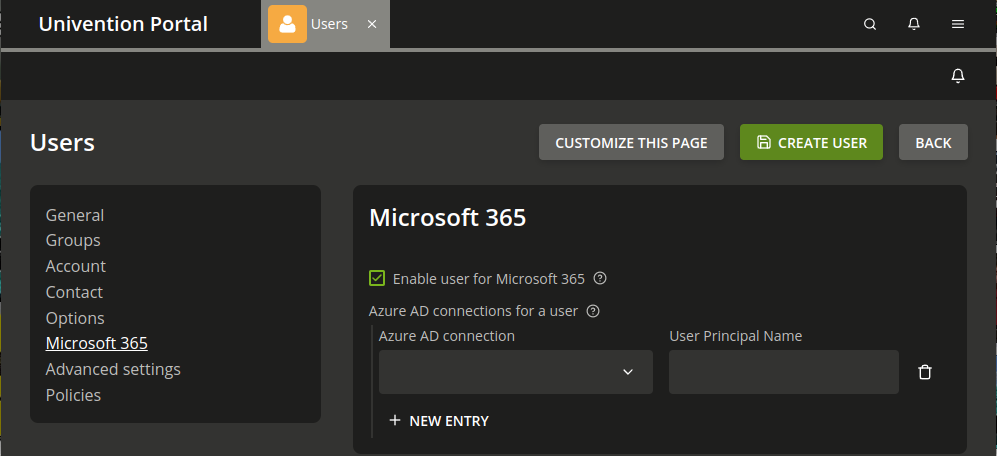 Univention Portal
Users
Users
CUSTOMIZE THIS PAGE
CREATE USER
BACK
General
Groups
Account
Contact
Options
Microsoft 365
Advanced settings
Policies
Microsoft 365
Enable user for Microsoft 365
Azure AD connections for a user
Azure AD connection
User Principal Name
NEW ENTRY